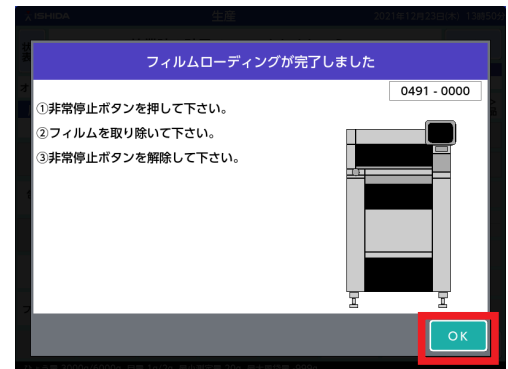 ISHIDA
生産
2021年12月23日(木) 13時50分
フィルムローディングが完了しました
0491 - 0000
①非常停止ボタンを押して下さい。
②フィルムを取り除いて下さい。
③非常停止ボタンを解除して下さい。
OK